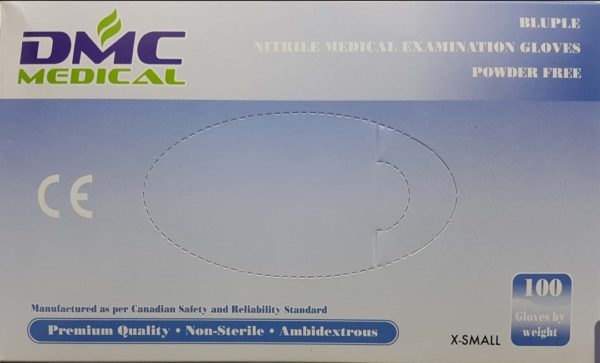 DMC
MEDICAL
BLUPLE
NITRILE MEDICAL EXAMINATION GLOVES
POWDER FREE
CE
Manufactured as per Canadian Safety and Reliability Standard
Premium Quality • Non-Sterile • Ambidextrous
X-SMALL
100
Gloves by
weight